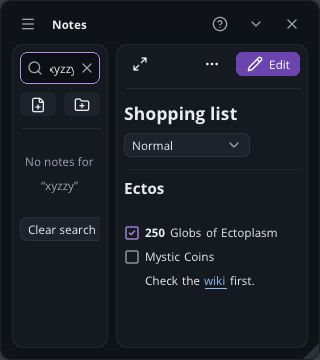 Notes
xyzzy
No notes for
“xyzzy”
Clear search
Edit
Shopping list
Normal
Ectos
250 Globs of Ectoplasm
Mystic Coins
Check the wiki first.